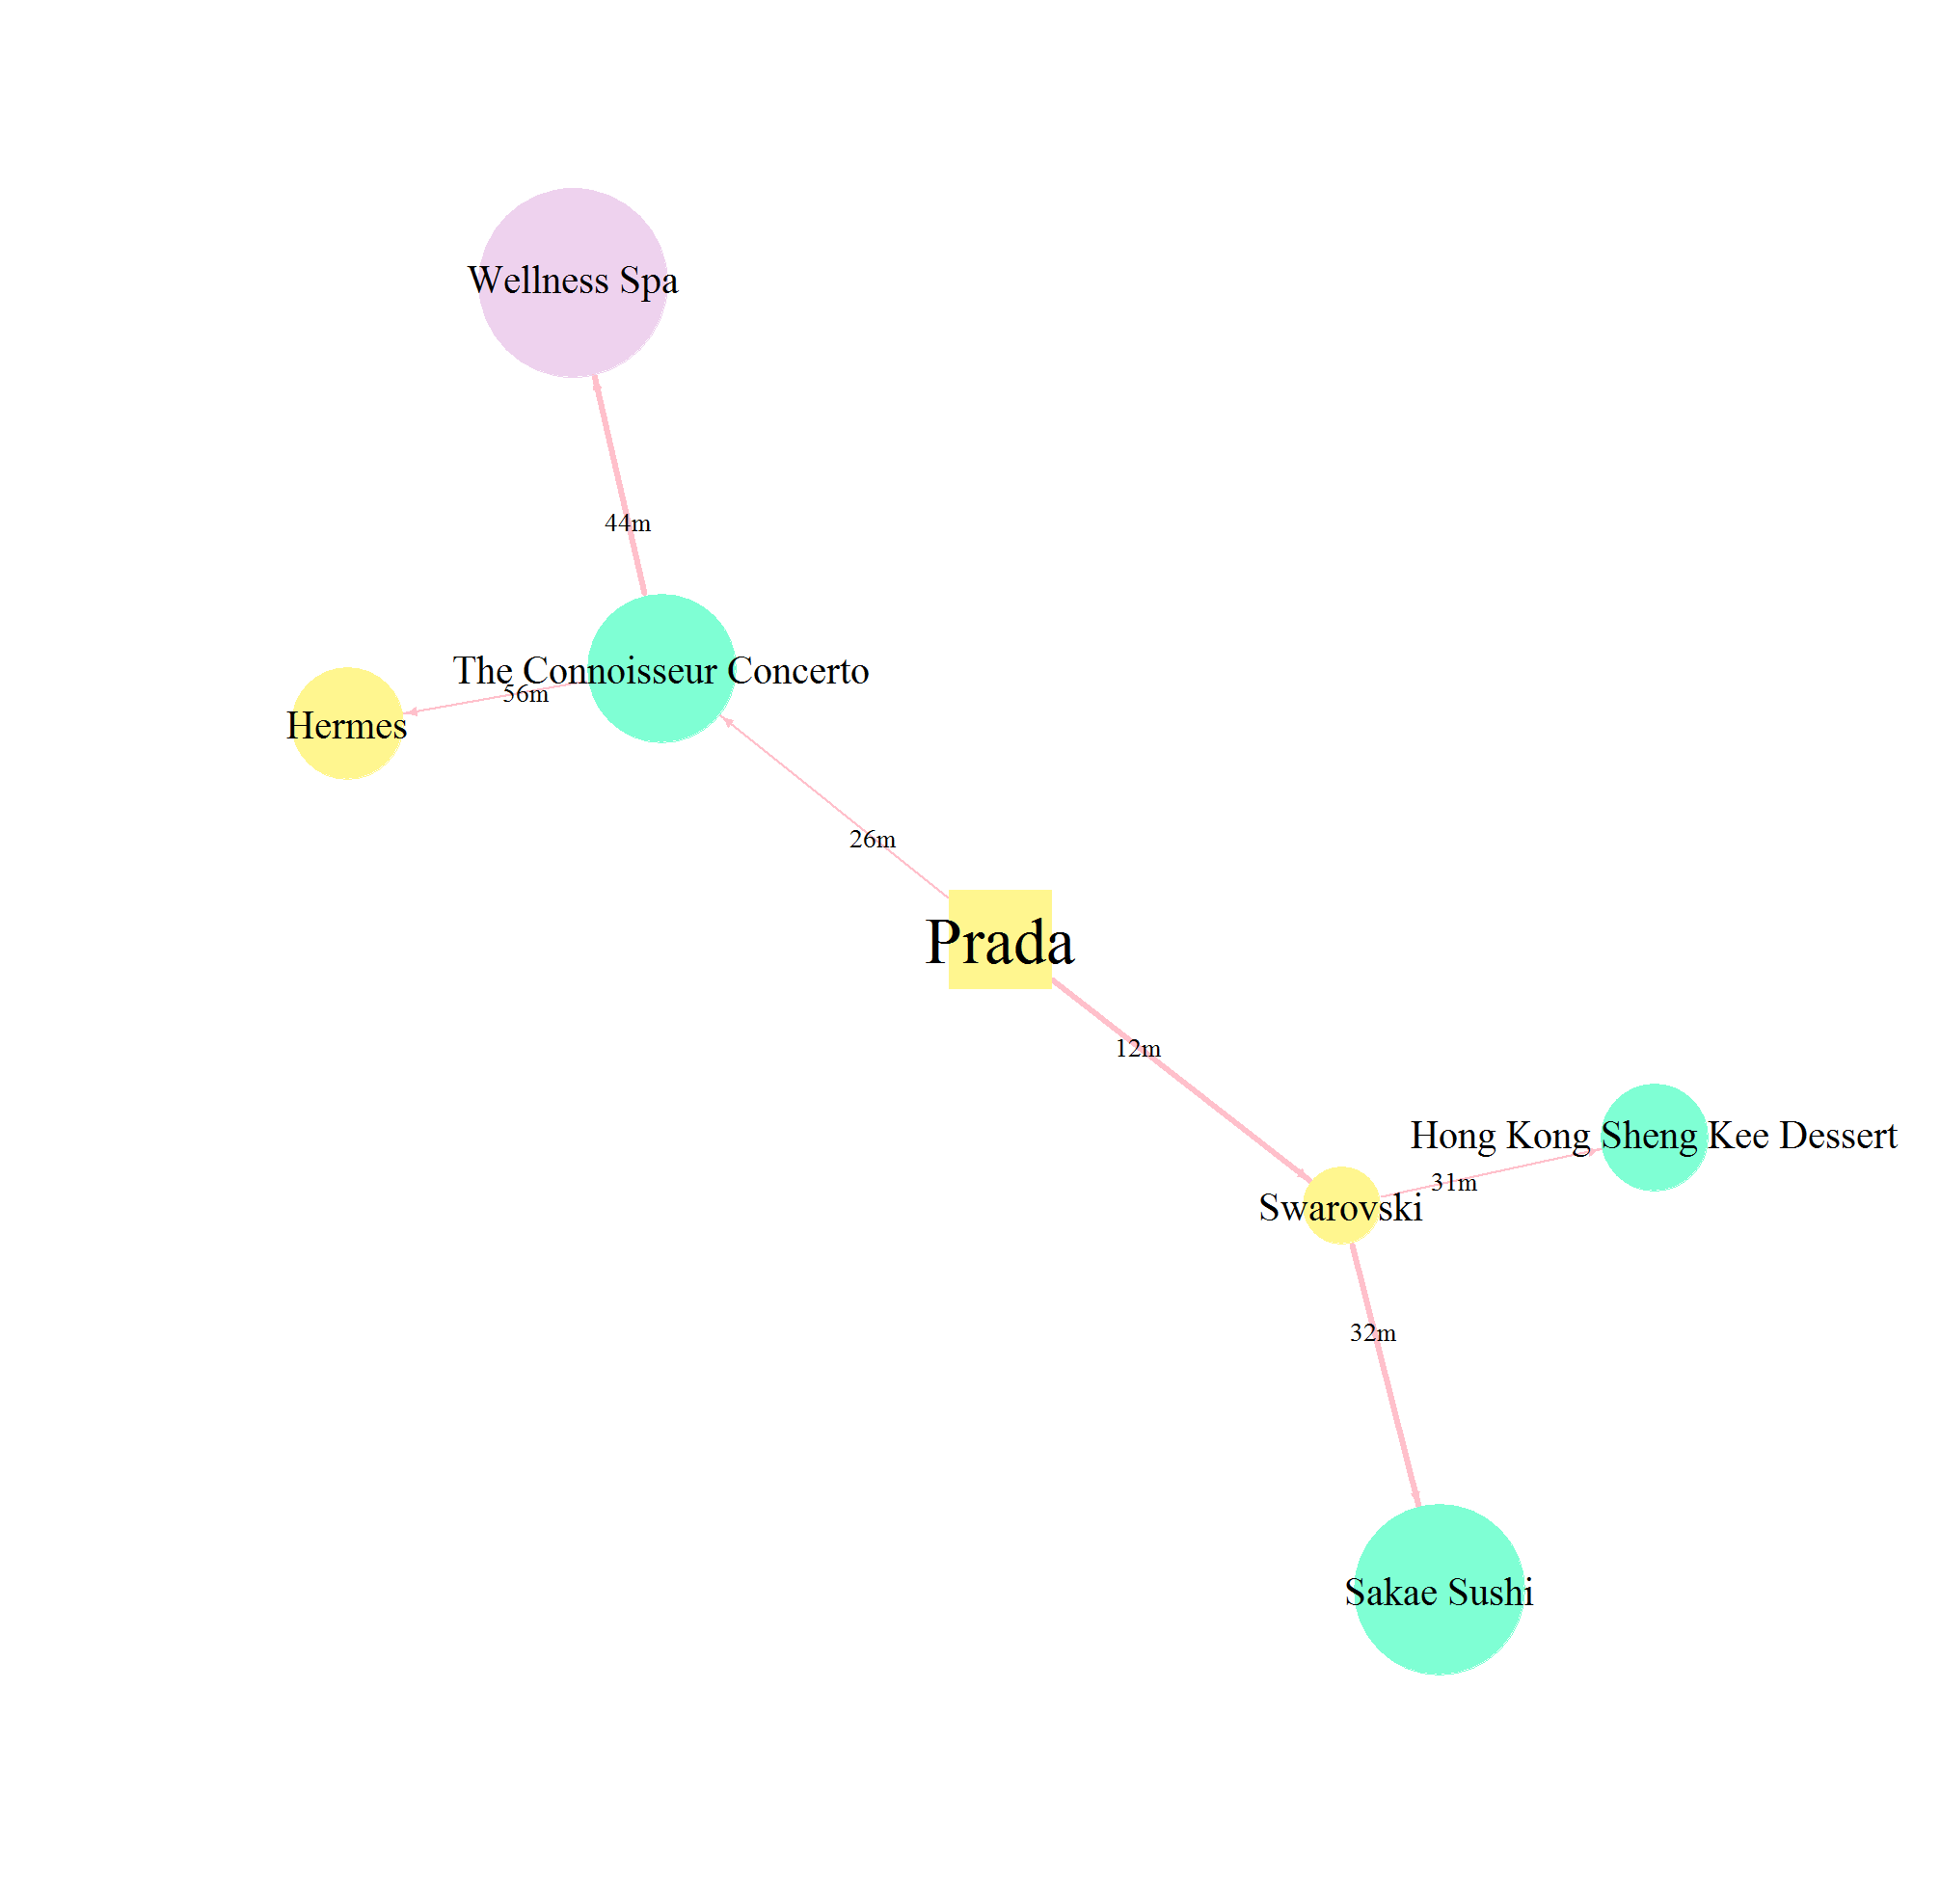 Wellness Spa
44m
The Connoisseur Concerto
56m
Hermes
26m
Prada
12m
Hong Kong Sheng Kee Dessert
31m
Swarovski
32m
Sakae Sushi